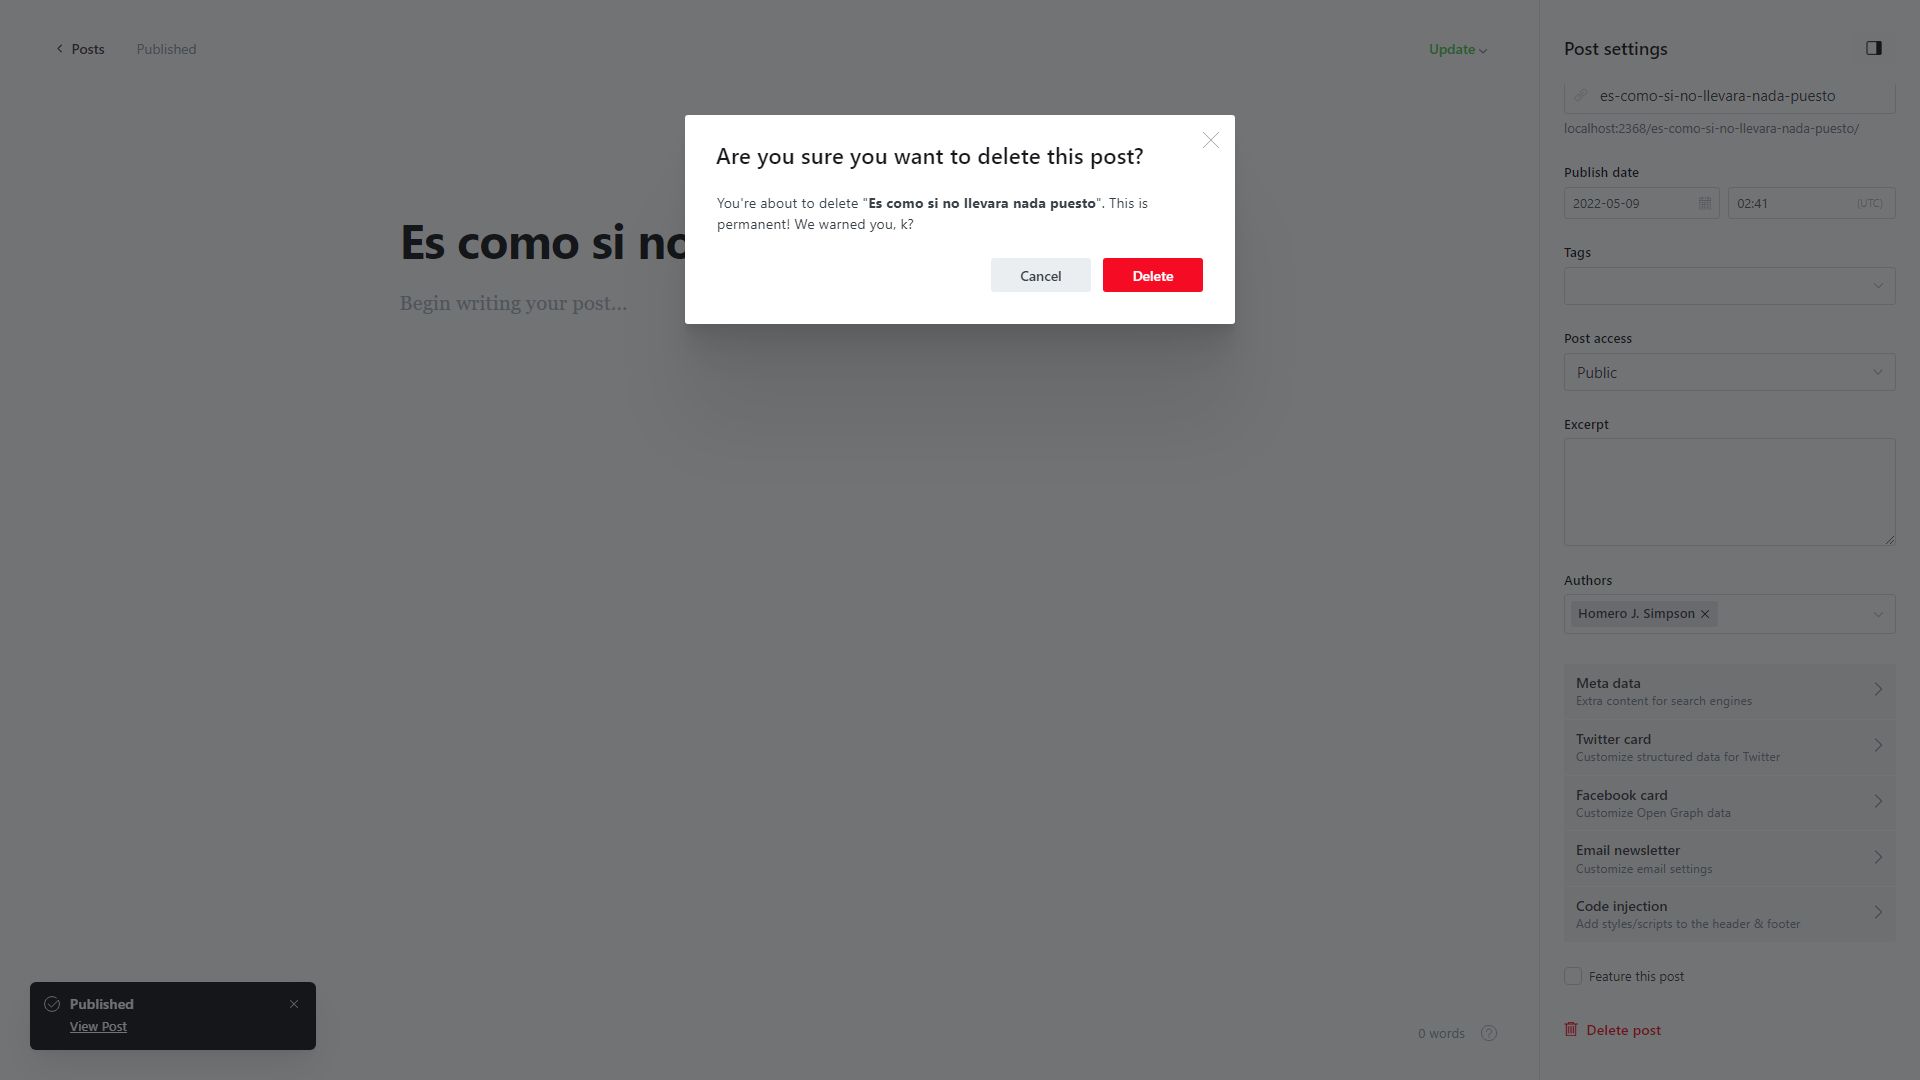 Posts
Published
Update
Post settings
es-como-si-no-llevara-nada-puesto
localhost:2368/es-como-si-no-llevara-nada-puesto/
Are you sure you want to delete this post?
You're about to delete "Es como si no llevara nada puesto". This is
permanent! We warned you, k?
Cancel
Delete
Es como si no
Begin writing your post...
Publish date
2022-05-09
02:41
(UTC)
Tags
Post access
Public
Excerpt
Authors
Homero J. Simpson
Meta data
Extra content for search engines
Twitter card
Customize structured data for Twitter
Facebook card
Customize Open Graph data
Email newsletter
Customize email settings
Code injection
Add styles/scripts to the header & footer
Feature this post
Delete post
Published
View Post
0 words
?